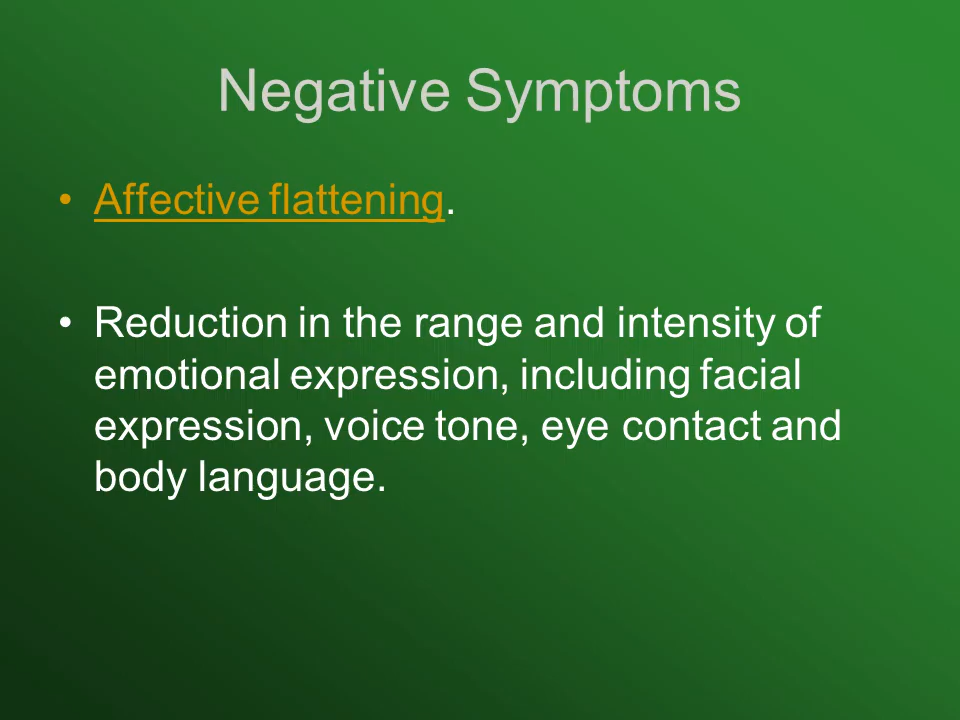 Negative Symptoms
• Affective flattening.
• Reduction in the range and intensity of
emotional expression, including facial
expression, voice tone, eye contact and
body language.